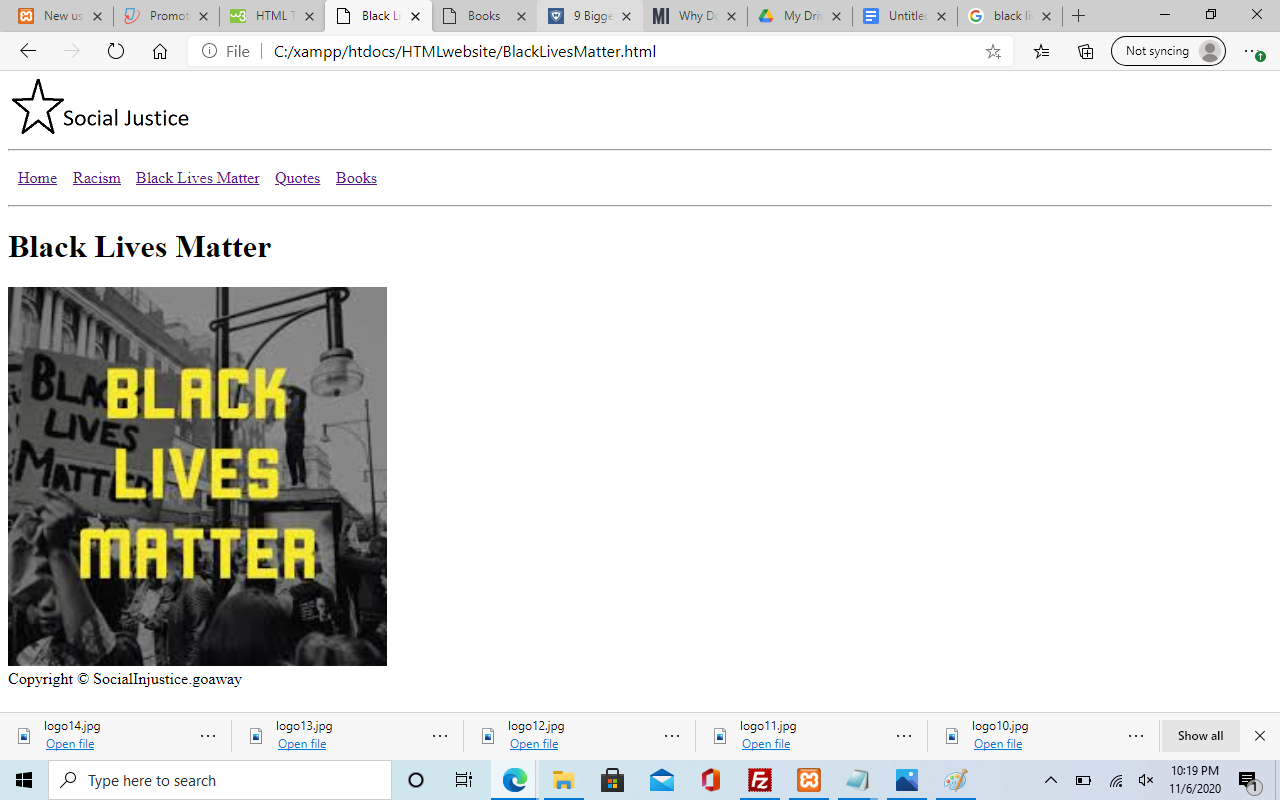 New us
Promot
HTML T
Black Li
Books
9 Bigge
Why Do
My Driv
Untitled
black liv
File
C:/xampp/htdocs/HTMLwebsite/BlackLivesMatter.html
Not syncing
Social Justice
Home Racism Black Lives Matter Quotes Books
Black Lives Matter
BLACK
LIVES
MATTER
BLACK
LIVES
MATTER
Copyright © SocialInjustice.goaway
logo14.jpg
Open file
logo13.jpg
Open file
logo12.jpg
Open file
logo11.jpg
Open file
logo10.jpg
Open file
Show all
Type here to search
10:19 PM
11/6/2020
1